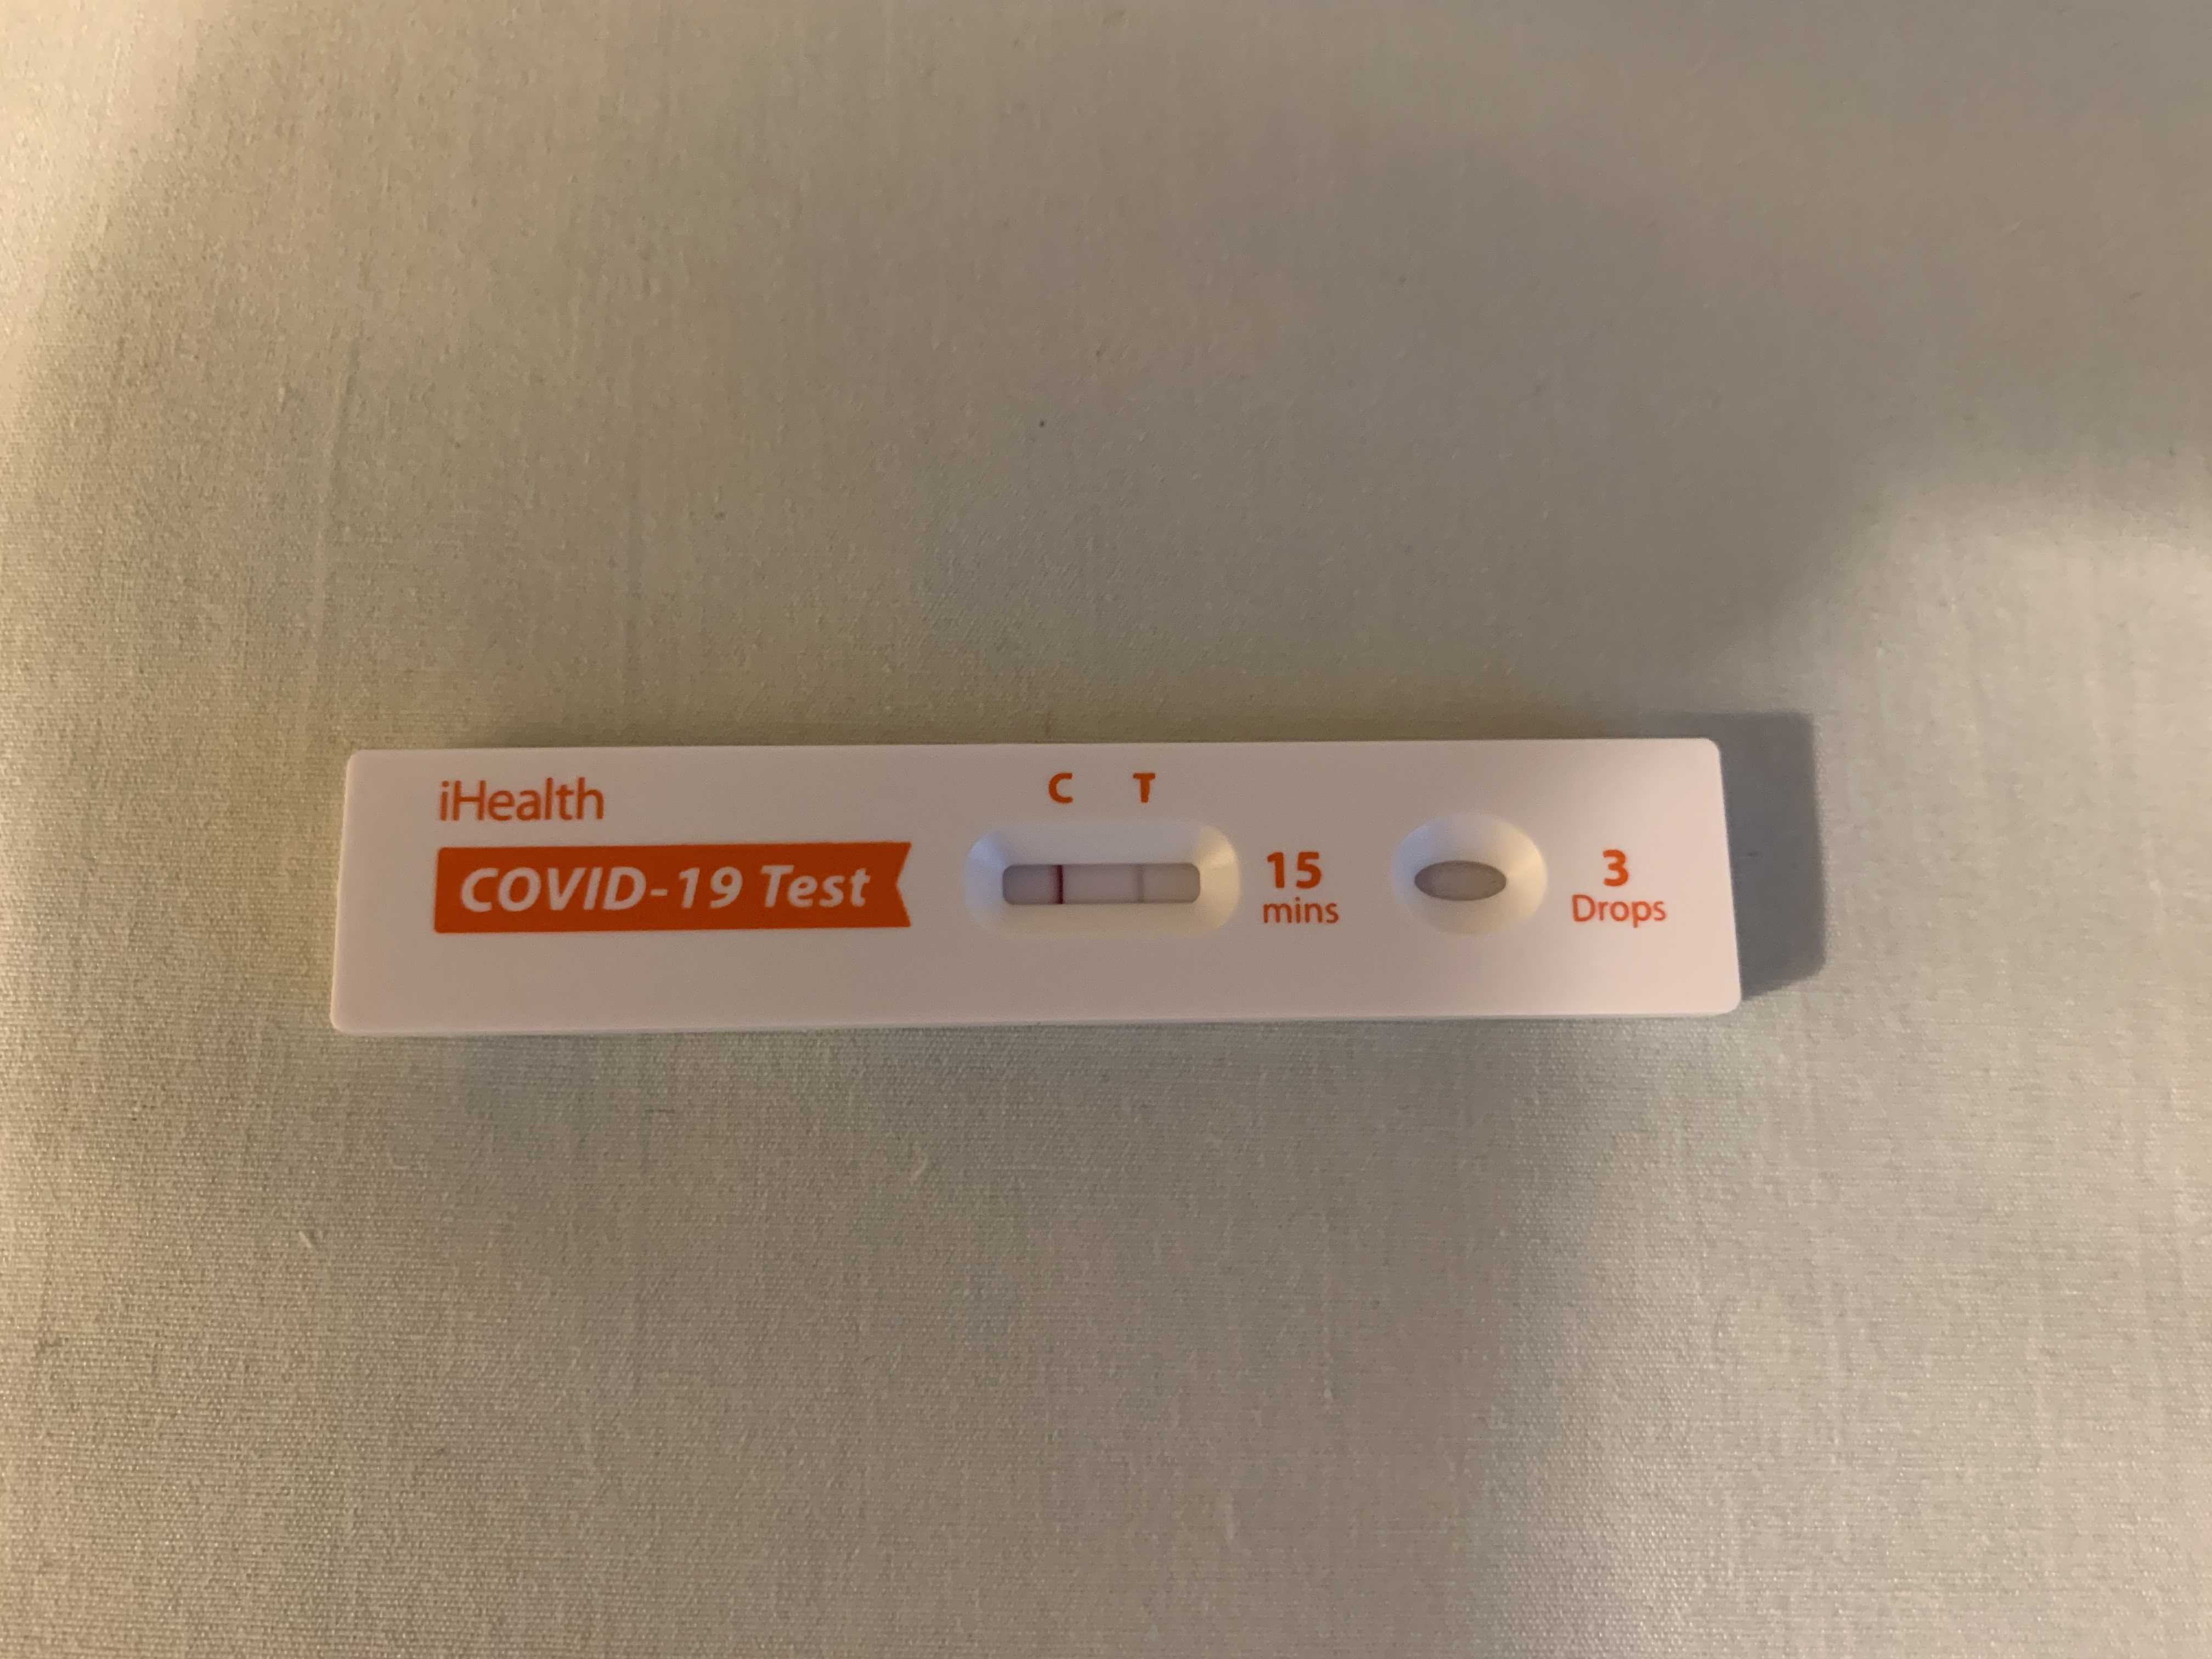 iHealth
COVID-19 Test
C T
15
mins
3
Drops